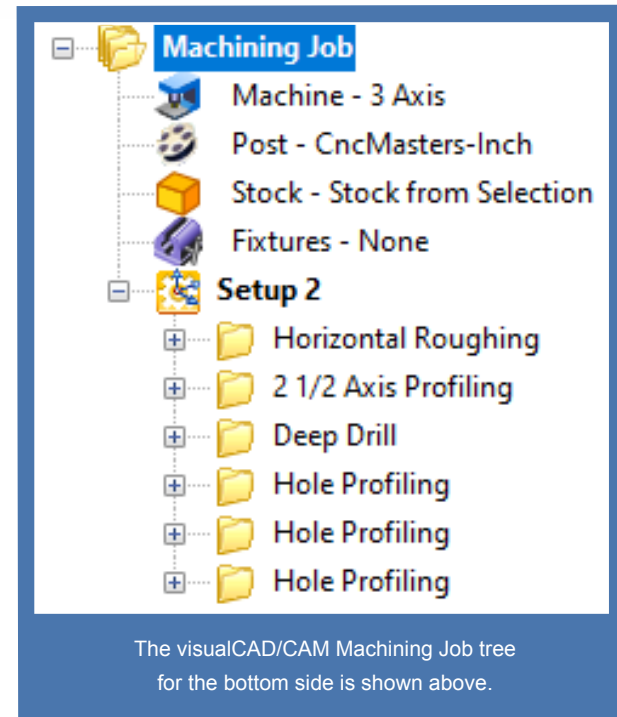 Machining Job
Machine - 3 Axis
Post - CncMasters-Inch
Stock - Stock from Selection
Fixtures - None
Setup 2
Horizontal Roughing
2 1/2 Axis Profiling
Deep Drill
Hole Profiling
Hole Profiling
Hole Profiling
The visualCAD/CAM Machining Job tree
for the bottom side is shown above.